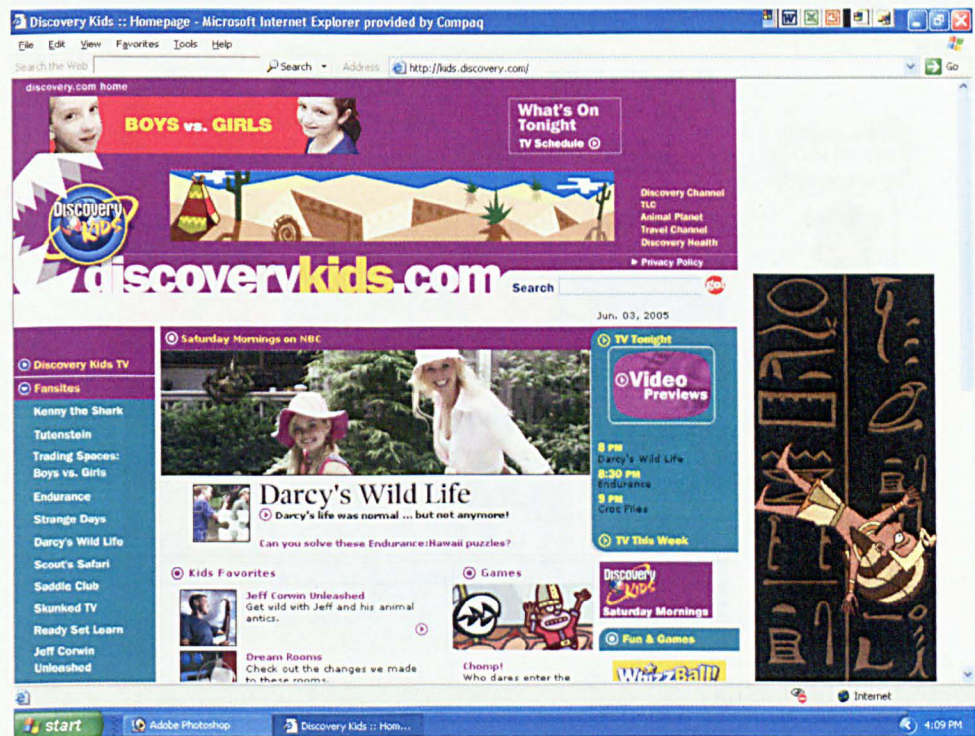 Discovery Kids :: Homepage - Microsoft Internet Explorer provided by Compaq
File Edit View Favorites Tools Help
Search the Web Search Address http://kids.discovery.com/ Go
discovery.com home
BOYS vs. GIRLS
What's On
Tonight
TV Schedule
Discovery
KIDS
Discovery Channel
TLC
Animal Planet
Travel Channel
Discovery Health
Privacy Policy
discoverykids.com
Search
go!
Jun. 03, 2005
Discovery Kids TV
Fansites
Kenny the Shark
Tutenstein
Trading Spaces:
Boys vs. Girls
Endurance
Strange Days
Darcy's Wild Life
Scout's Safari
Saddle Club
Skunked TV
Ready Set Learn
Jeff Corwin
Unleashed
Saturday Mornings on NBC
Darcy's Wild Life
Darcy's life was normal ... but not anymore!
Can you solve these Endurance:Hawaii puzzles?
Kids Favorites
Jeff Corwin Unleashed
Get wild with Jeff and his animal
antics.
Dream Rooms
Check out the changes we made
to these rooms.
Games
Chomp!
Who dares enter the
TV Tonight
Video
Previews
8 PM
Darcy's Wild Life
8:30 PM
Endurance
9 PM
Croc Files
TV This Week
Discovery
KIDS
Saturday Mornings
Fun & Games
WhizzBall!
Internet
start
Adobe Photoshop
Discovery Kids :: Hom...
4:09 PM